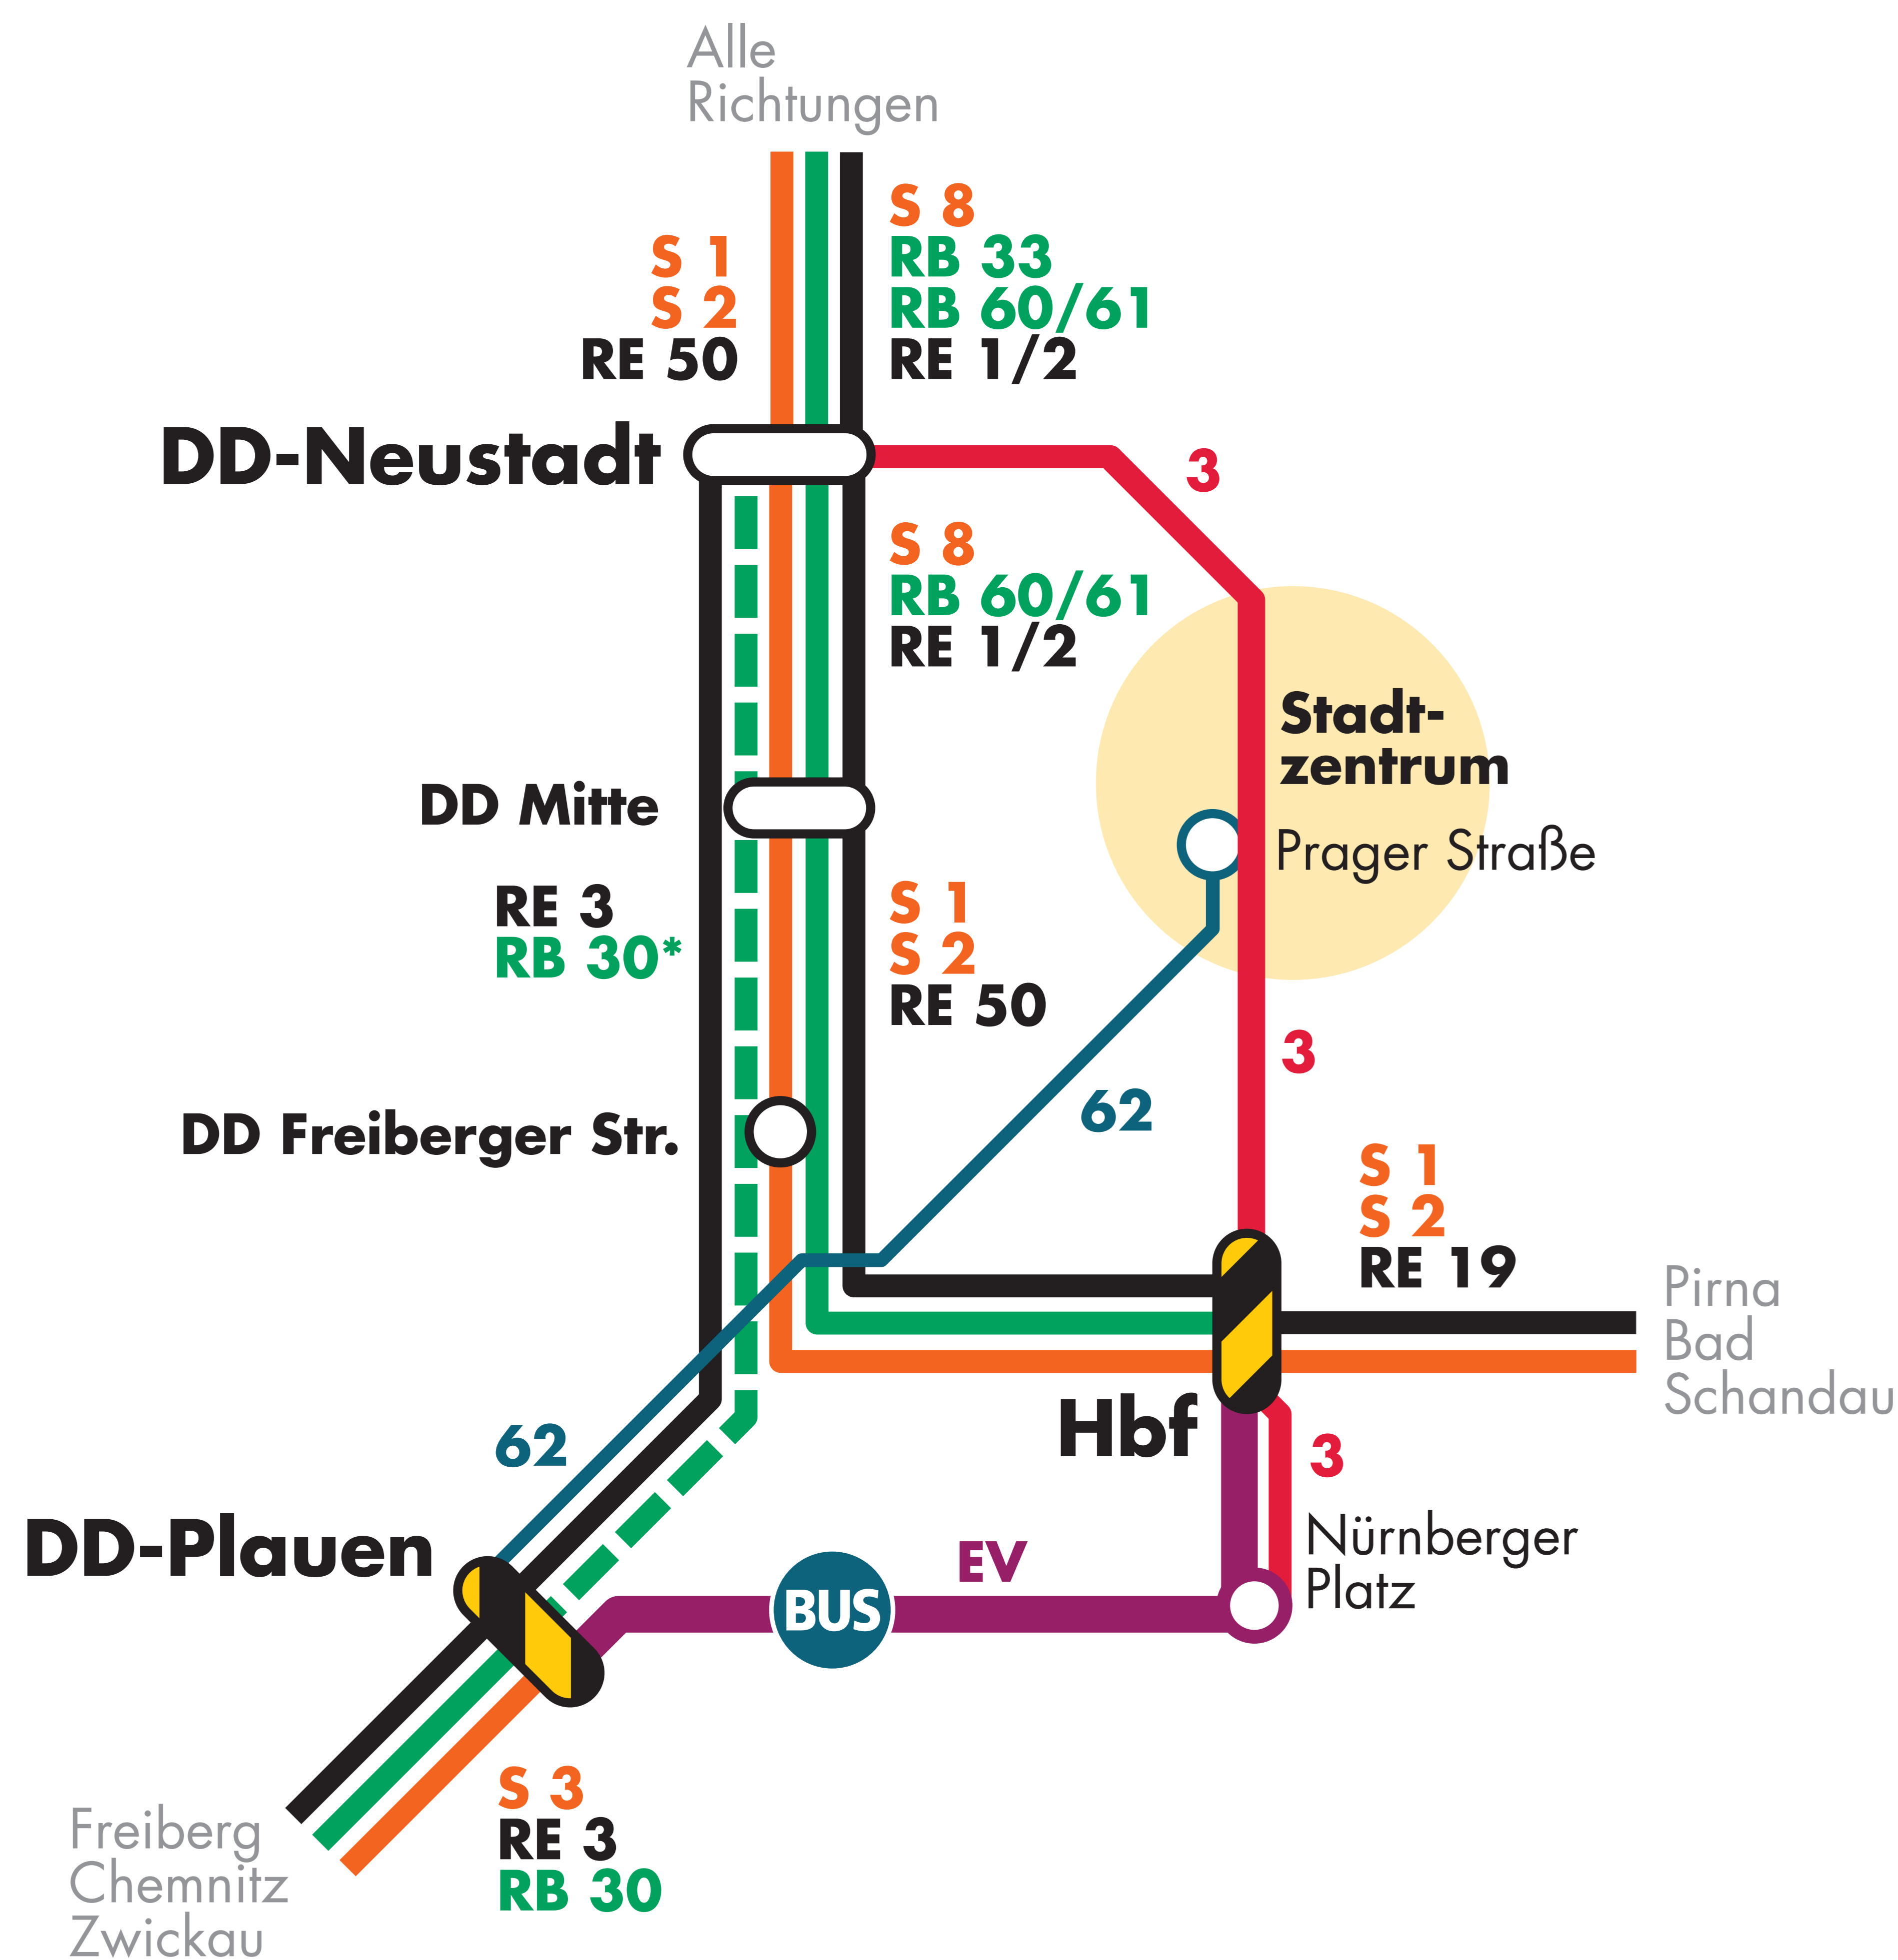 Alle
Richtungen
S 1
S 2
RE 50
S 8
RB 33
RB 60/61
RE 1/2
DD-Neustadt
3
S 8
RB 60/61
RE 1/2
Stadt-
zentrum
DD Mitte
Prager Straße
RE 3
RB 30*
S 1
S 2
RE 50
3
62
DD Freiberger Str.
S 1
S 2
RE 19
Pirna
Bad
Schandau
Hbf
62
3
DD-Plauen
Nürnberger
Platz
EV
BUS
S 3
RE 3
RB 30
Freiberg
Chemnitz
Zwickau